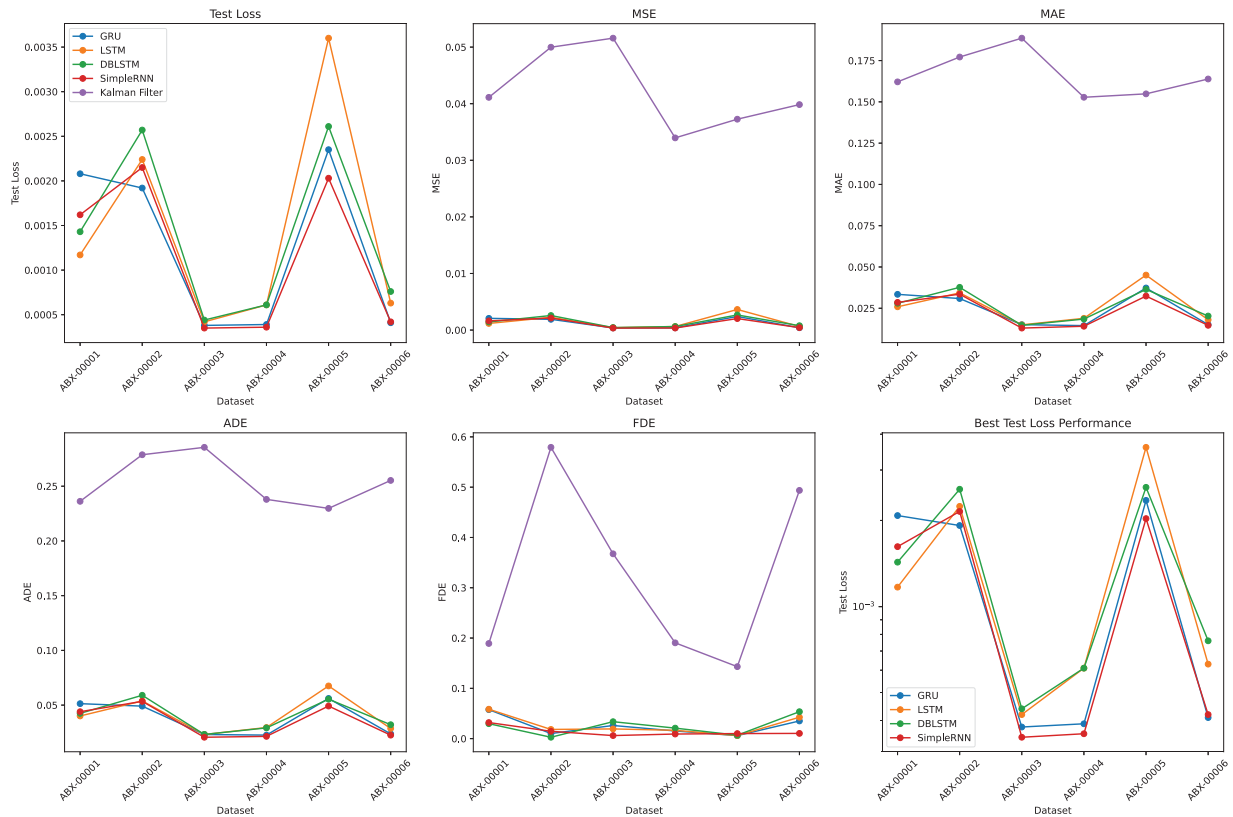 Test Loss
0.0035
0.0030
0.0025
0.0020
0.0015
0.0010
0.0005
Test Loss
GRU
LSTM
DBLSTM
SimpleRNN
Kalman Filter
ABX-00001
ABX-00002
ABX-00003
ABX-00004
ABX-00005
ABX-00006
Dataset
MSE
0.05
0.04
0.03
0.02
0.01
0.00
MSE
ABX-00001
ABX-00002
ABX-00003
ABX-00004
ABX-00005
ABX-00006
Dataset
MAE
0.175
0.150
0.125
0.100
0.075
0.050
0.025
MAE
ABX-00001
ABX-00002
ABX-00003
ABX-00004
ABX-00005
ABX-00006
Dataset
ADE
0.25
0.20
0.15
0.10
0.05
ADE
ABX-00001
ABX-00002
ABX-00003
ABX-00004
ABX-00005
ABX-00006
Dataset
FDE
0.6
0.5
0.4
0.3
0.2
0.1
0.0
FDE
ABX-00001
ABX-00002
ABX-00003
ABX-00004
ABX-00005
ABX-00006
Dataset
Best Test Loss Performance
10⁻³
Test Loss
GRU
LSTM
DBLSTM
SimpleRNN
ABX-00001
ABX-00002
ABX-00003
ABX-00004
ABX-00005
ABX-00006
Dataset